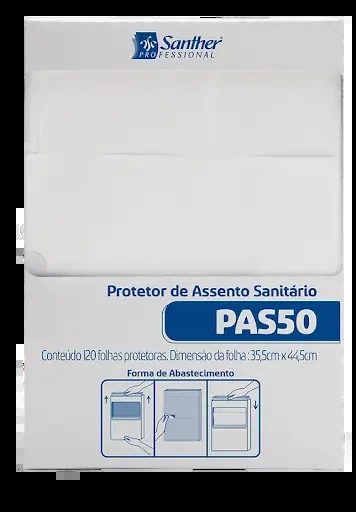 Santher
PROFESSIONAL
Protetor de Assento Sanitário
PAS50
Conteúdo 120 folhas protetoras. Dimensão da folha: 35,5cm x 44,5cm
Forma de Abastecimento